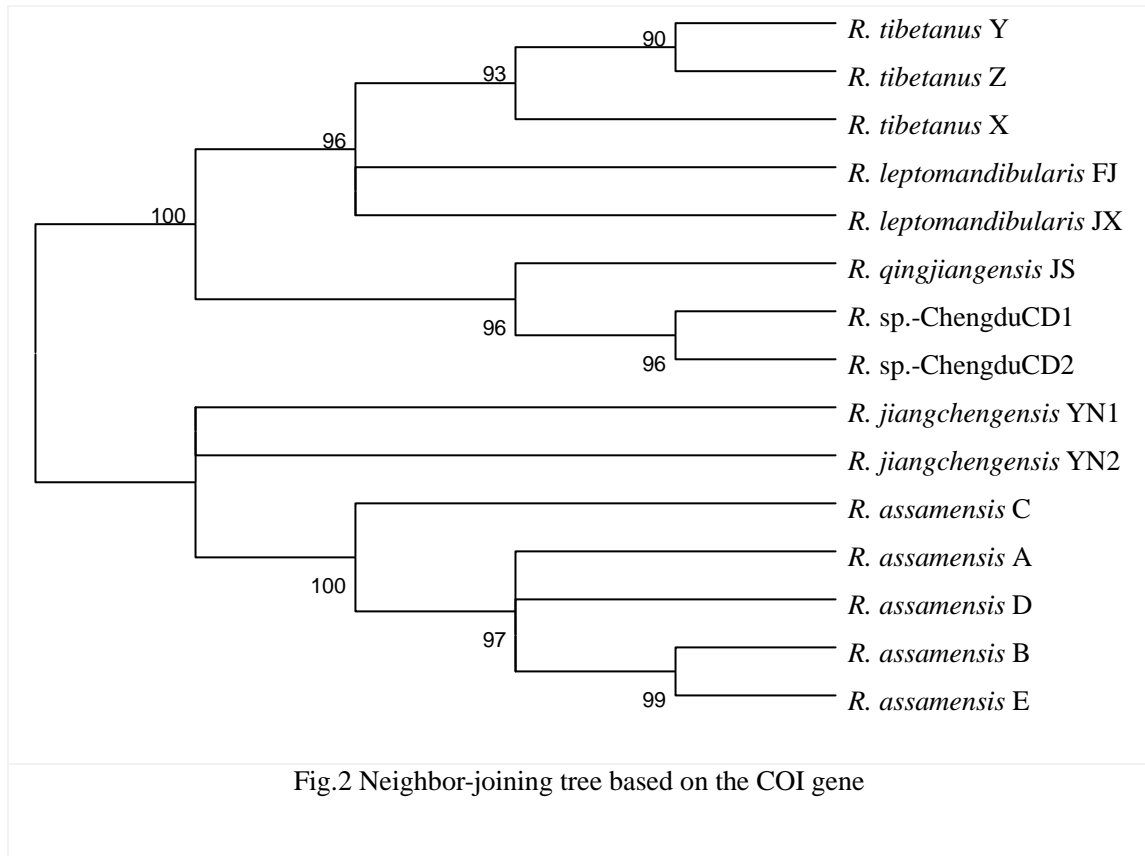 R. tibetanus Y
90
R. tibetanus Z
93
R. tibetanus X
96
R. leptomandibularis FJ
R. leptomandibularis JX
100
R. qingjiangensis JS
R. sp.-ChengduCD1
96
R. sp.-ChengduCD2
96
R. jiangchengensis YN1
R. jiangchengensis YN2
R. assamensis C
R. assamensis A
100
R. assamensis D
97
R. assamensis B
R. assamensis E
99
Fig.2 Neighbor-joining tree based on the COI gene